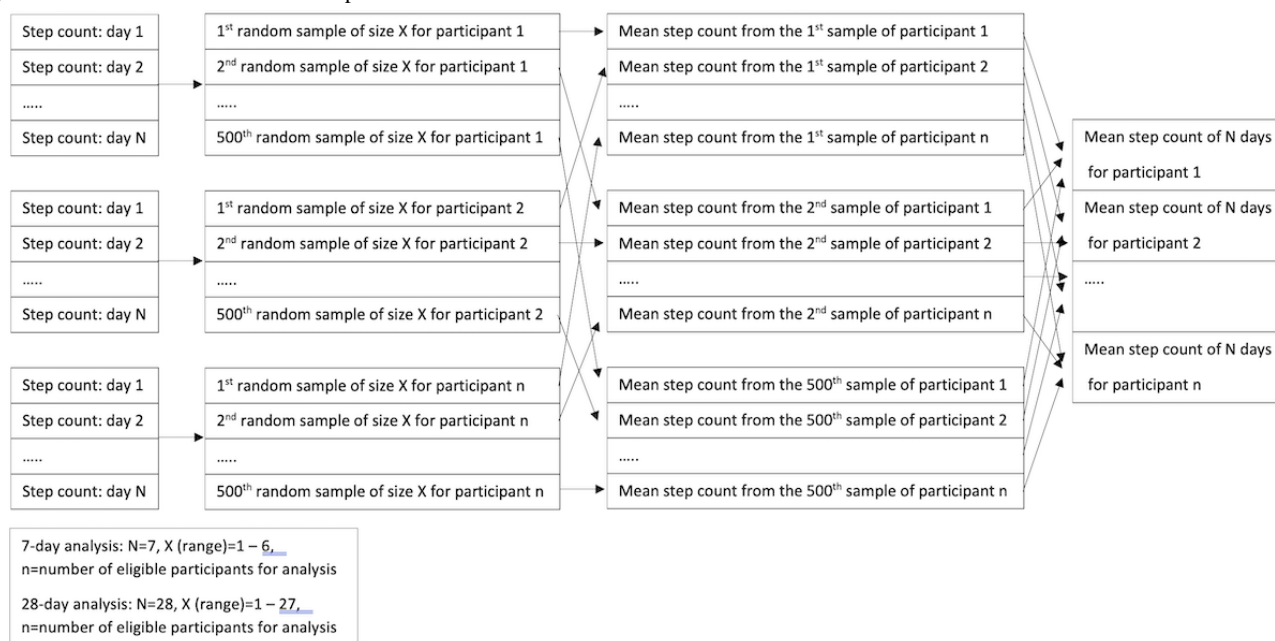 Step count: day 1
Step count: day 2
.....
Step count: day N
1st random sample of size X for participant 1
2nd random sample of size X for participant 1
.....
500th random sample of size X for participant 1
Mean step count from the 1st sample of participant 1
Mean step count from the 1st sample of participant 2
.....
Mean step count from the 1st sample of participant n
Step count: day 1
Step count: day 2
.....
Step count: day N
1st random sample of size X for participant 2
2nd random sample of size X for participant 2
.....
500th random sample of size X for participant 2
Mean step count from the 2nd sample of participant 1
Mean step count from the 2nd sample of participant 2
.....
Mean step count from the 2nd sample of participant n
Step count: day 1
Step count: day 2
.....
Step count: day N
1st random sample of size X for participant n
2nd random sample of size X for participant n
.....
500th random sample of size X for participant n
Mean step count from the 500th sample of participant 1
Mean step count from the 500th sample of participant 2
.....
Mean step count from the 500th sample of participant n
Mean step count of N days
for participant 1
Mean step count of N days
for participant 2
.....
Mean step count of N days
for participant n
7-day analysis: N=7, X (range)=1 – 6,
n=number of eligible participants for analysis
28-day analysis: N=28, X (range)=1 – 27,
n=number of eligible participants for analysis